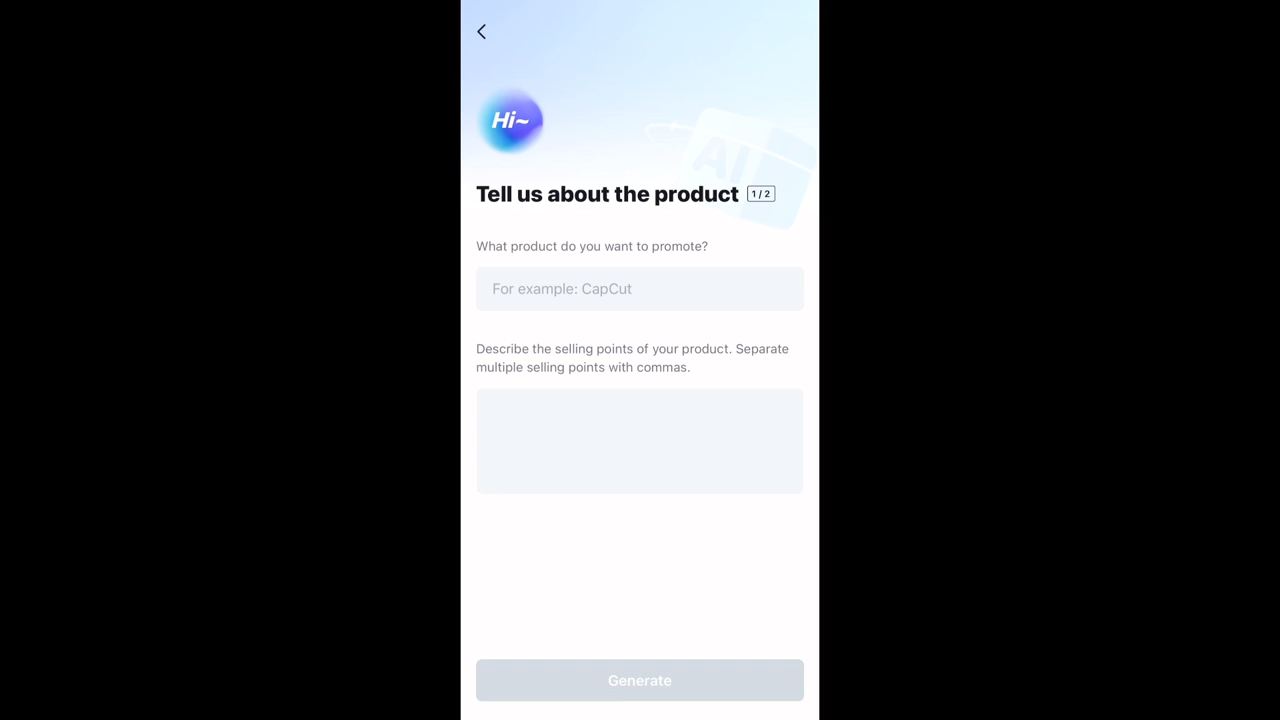 Hi~
AI
Tell us about the product 1/2
What product do you want to promote?
For example: CapCut
Describe the selling points of your product. Separate
multiple selling points with commas.
Generate